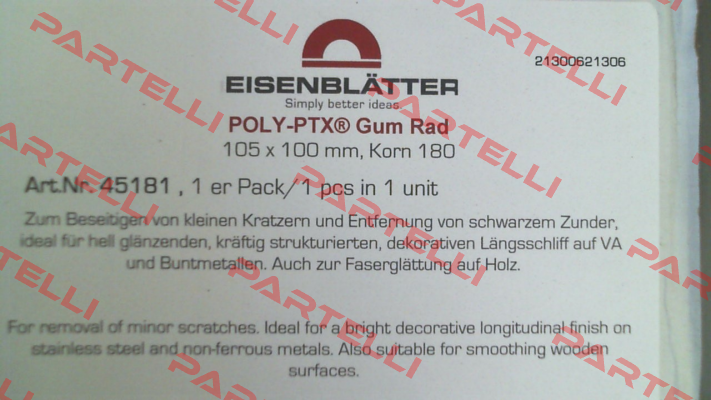 21300621306
EISENBLÄTTER
Simply better ideas.
POLY-PTX® Gum Rad
105 x 100 mm, Korn 180
Art.Nr. 45181 , 1 er Pack/ 1 pcs in 1 unit
Zum Beseitigen von kleinen Kratzern und Entfernung von schwarzem Zunder,
ideal für hell glänzenden, kräftig strukturierten, dekorativen Längsschliff auf VA
und Buntmetallen. Auch zur Faserglättung auf Holz.
For removal of minor scratches. Ideal for a bright decorative longitudinal finish on
stainless steel and non-ferrous metals. Also suitable for smoothing wooden
surfaces.
PARTELLI
PARTELLI
PARTELLI
PARTELLI
PARTELLI
PARTELLI
PARTELLI